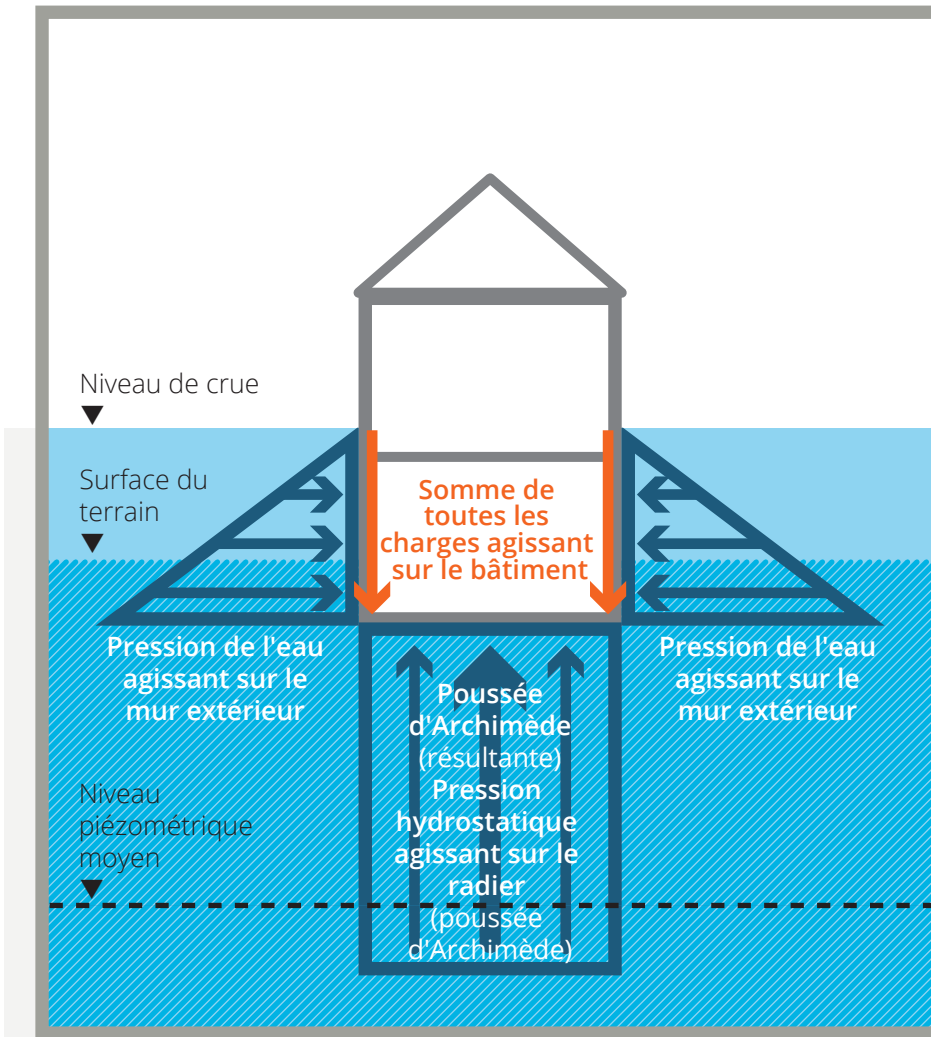 Niveau de crue
Surface du
terrain
Somme de
toutes les
charges agissant
sur le bâtiment
Pression de l'eau
agissant sur le
mur extérieur
Pression de l'eau
agissant sur le
mur extérieur
Poussée
d'Archimède
(résultante)
Pression
hydrostatique
agissant sur le
radier
(poussée
d'Archimède)
Niveau
piézométrique
moyen